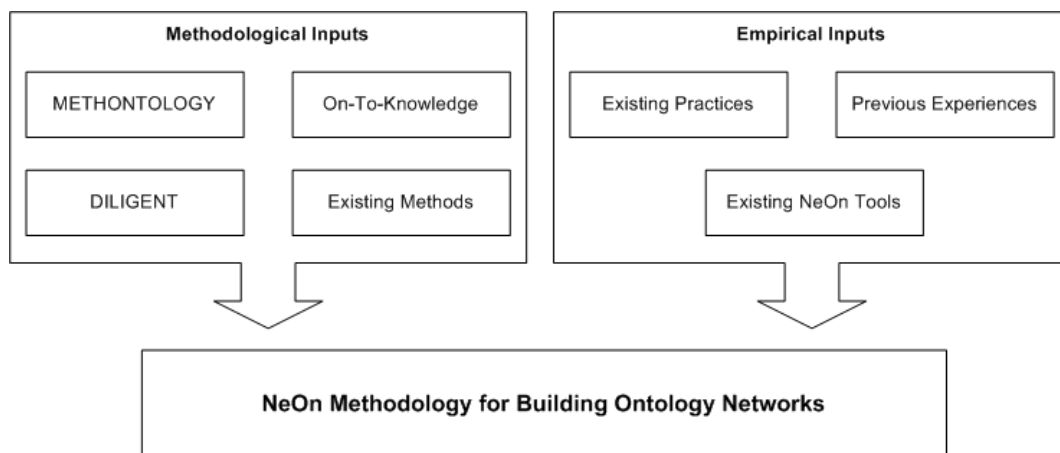 Methodological Inputs
METHONTOLOGY
On-To-Knowledge
DILIGENT
Existing Methods
Empirical Inputs
Existing Practices
Previous Experiences
Existing NeOn Tools
NeOn Methodology for Building Ontology Networks